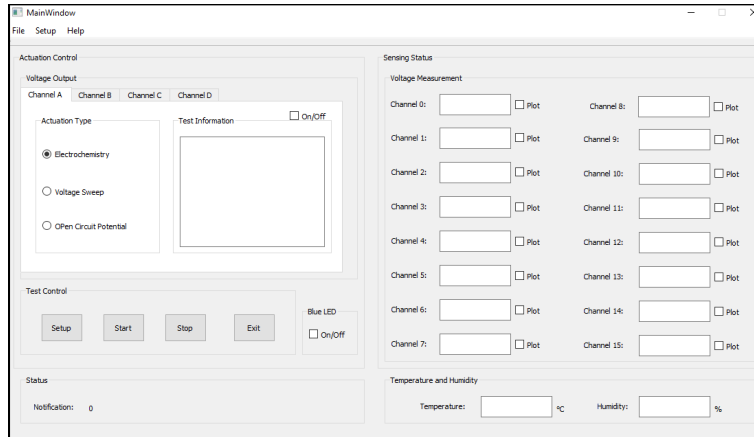 MainWindow
File Setup Help
Actuation Control
Voltage Output
Channel A Channel B Channel C Channel D
On/Off
Actuation Type
Test Information
Electrochemistry
Voltage Sweep
OPen Circuit Potential
Test Control
Setup Start Stop Exit
Blue LED
On/Off
Status
Notification: 0
Sensing Status
Voltage Measurement
Channel 0: Plot Channel 8: Plot
Channel 1: Plot Channel 9: Plot
Channel 2: Plot Channel 10: Plot
Channel 3: Plot Channel 11: Plot
Channel 4: Plot Channel 12: Plot
Channel 5: Plot Channel 13: Plot
Channel 6: Plot Channel 14: Plot
Channel 7: Plot Channel 15: Plot
Temperature and Humidity
Temperature: °C Humidity: %